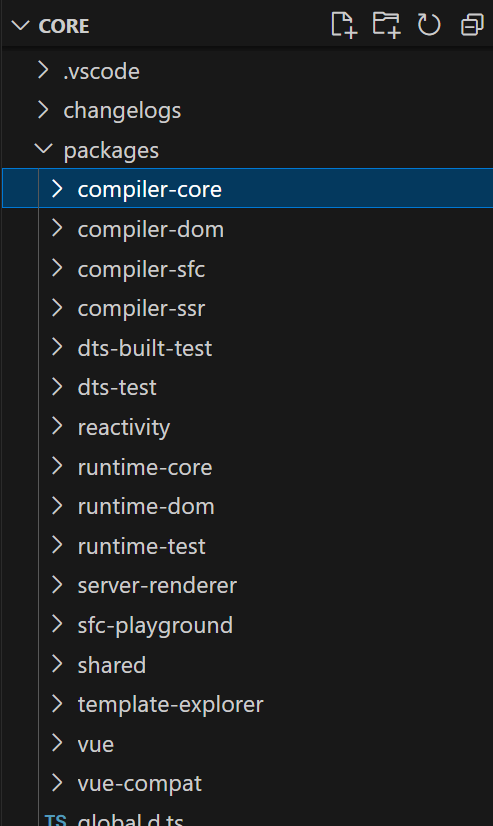 CORE
.vscode
changelogs
packages
compiler-core
compiler-dom
compiler-sfc
compiler-ssr
dts-built-test
dts-test
reactivity
runtime-core
runtime-dom
runtime-test
server-renderer
sfc-playground
shared
template-explorer
vue
vue-compat
TS global.d.ts